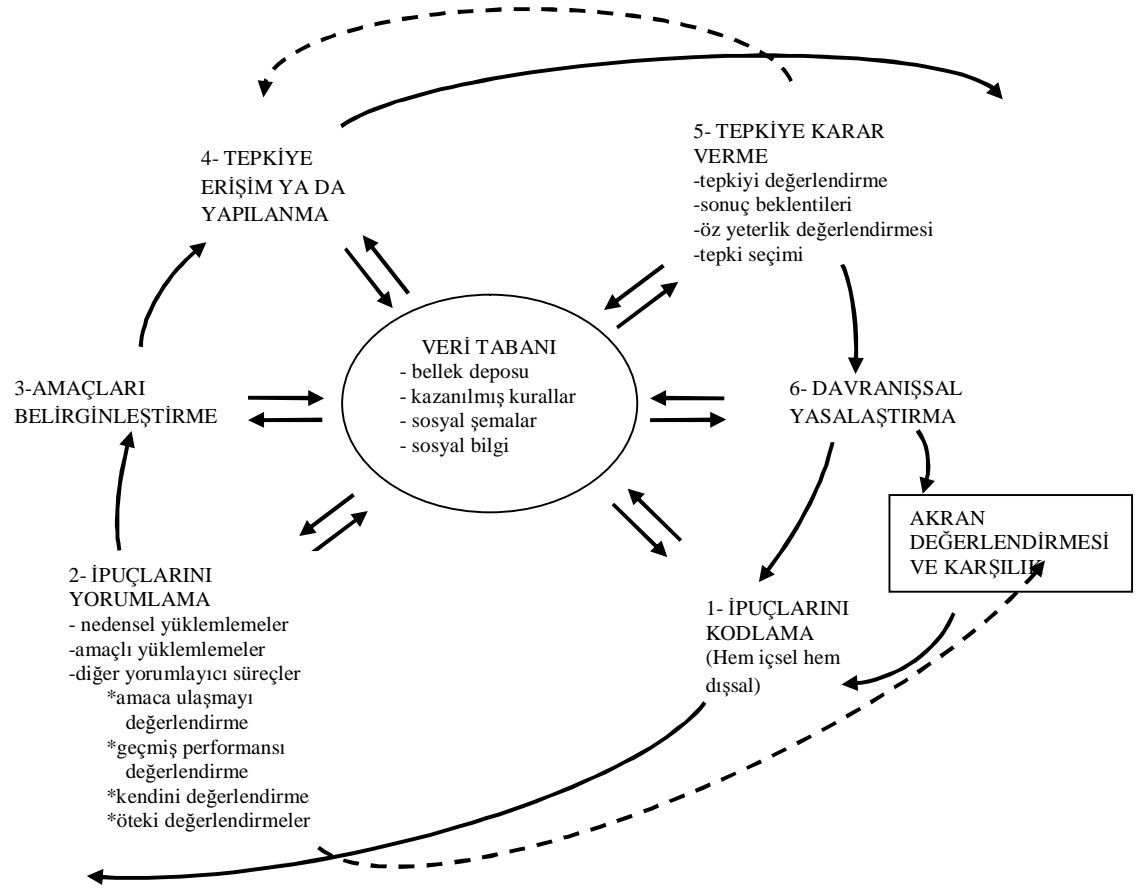 4- TEPKİYE
ERİŞİM YA DA
YAPILANMA
5- TEPKİYE KARAR
VERME
-tepkiyi değerlendirme
-sonuç beklentileri
-öz yeterlik değerlendirmesi
-tepki seçimi
VERİ TABANI
- bellek deposu
- kazanılmış kurallar
- sosyal şemalar
- sosyal bilgi
3-AMAÇLARI
BELİRGİNLEŞTİRME
6- DAVRANIŞSAL
YASALAŞTIRMA
AKRAN
DEĞERLENDİRMESİ
VE KARŞILIK
2- İPUÇLARINI
YORUMLAMA
- nedensel yüklemlemeler
-amaçlı yüklemlemeler
-diğer yorumlayıcı süreçler
*amaca ulaşmayı
değerlendirme
*geçmiş performansı
değerlendirme
*kendini değerlendirme
*öteki değerlendirmeler
1- İPUÇLARINI
KODLAMA
(Hem içsel hem
dışsal)